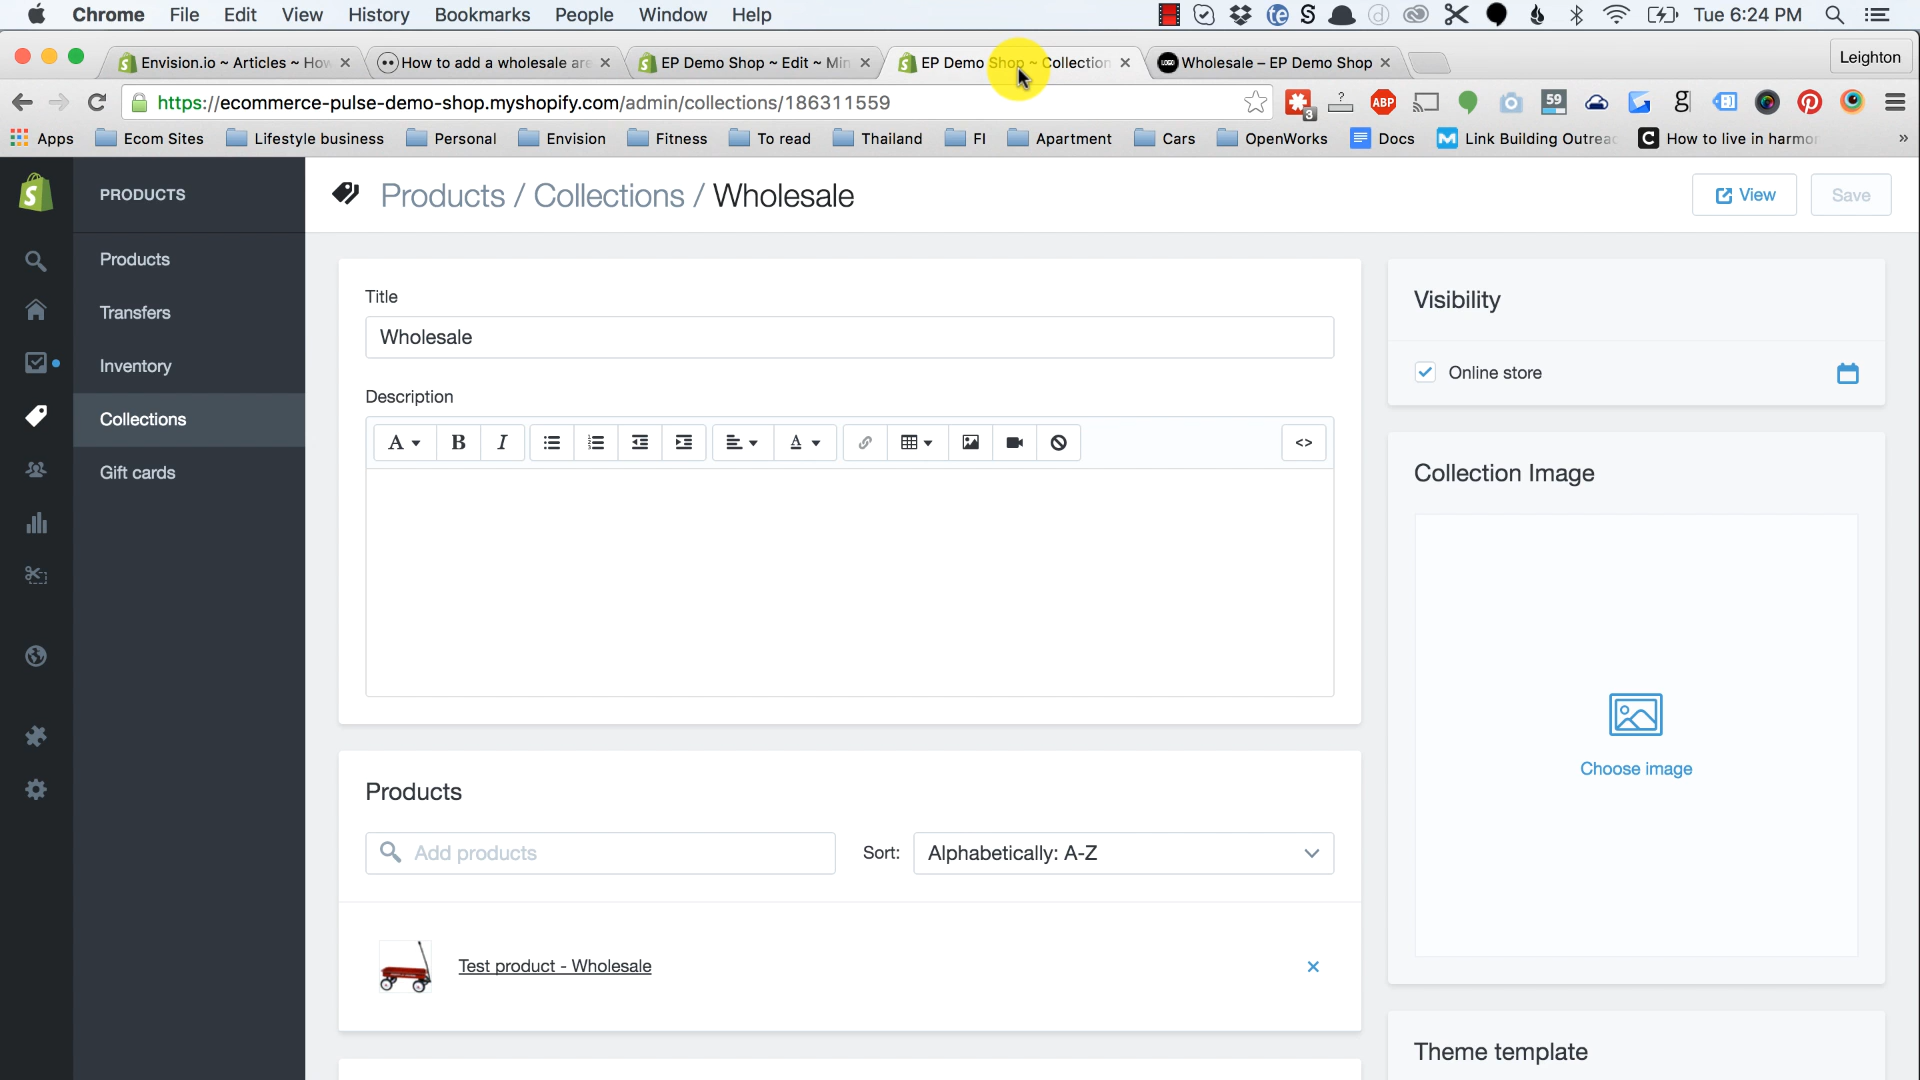 Chrome File Edit View History Bookmarks People Window Help Tue 6:24 PM
Envision.io ~ Articles ~ How How to add a wholesale are EP Demo Shop ~ Edit ~ Min EP Demo Shop ~ Collection Wholesale – EP Demo Shop Leighton
https://ecommerce-pulse-demo-shop.myshopify.com/admin/collections/186311559 3 ? ABP 59 g
Apps Ecom Sites Lifestyle business Personal Envision Fitness To read Thailand FI Apartment Cars OpenWorks Docs Link Building Outreac How to live in harmor »
PRODUCTS
Products / Collections / Wholesale
View Save
Products
Transfers
Inventory
Collections
Gift cards
Title
Wholesale
Description
A B I A <>
Products
Add products Sort: Alphabetically: A-Z
Test product - Wholesale
Visibility
Online store
Collection Image
Choose image
Theme template